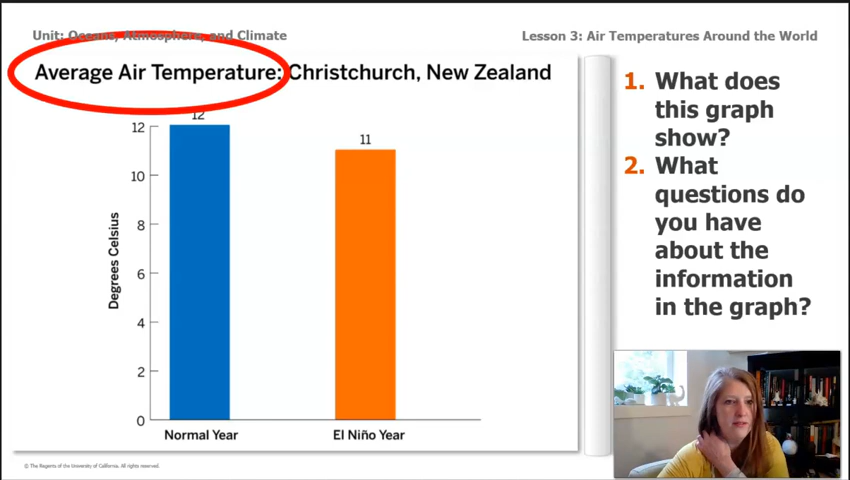 Unit: Oceans, Atmosphere, and Climate
Lesson 3: Air Temperatures Around the World
Average Air Temperature: Christchurch, New Zealand
12
11
12
10
8
6
4
2
0
Degrees Celsius
Normal Year
El Niño Year
1. What does
this graph
show?
2. What
questions do
you have
about the
information
in the graph?
© The Regents of the University of California. All rights reserved.